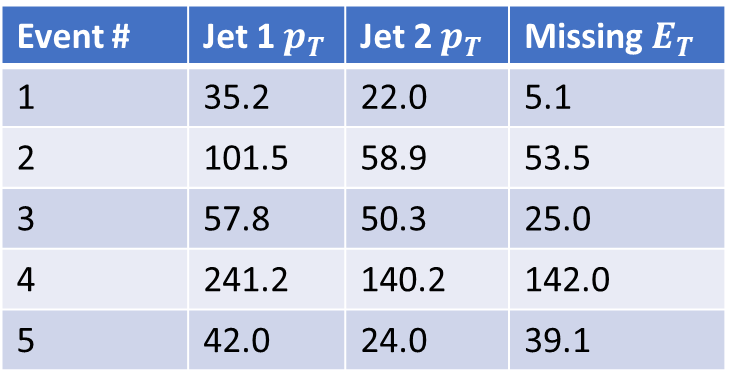 Event # Jet 1 p_T Jet 2 p_T Missing E_T
1 35.2 22.0 5.1
2 101.5 58.9 53.5
3 57.8 50.3 25.0
4 241.2 140.2 142.0
5 42.0 24.0 39.1